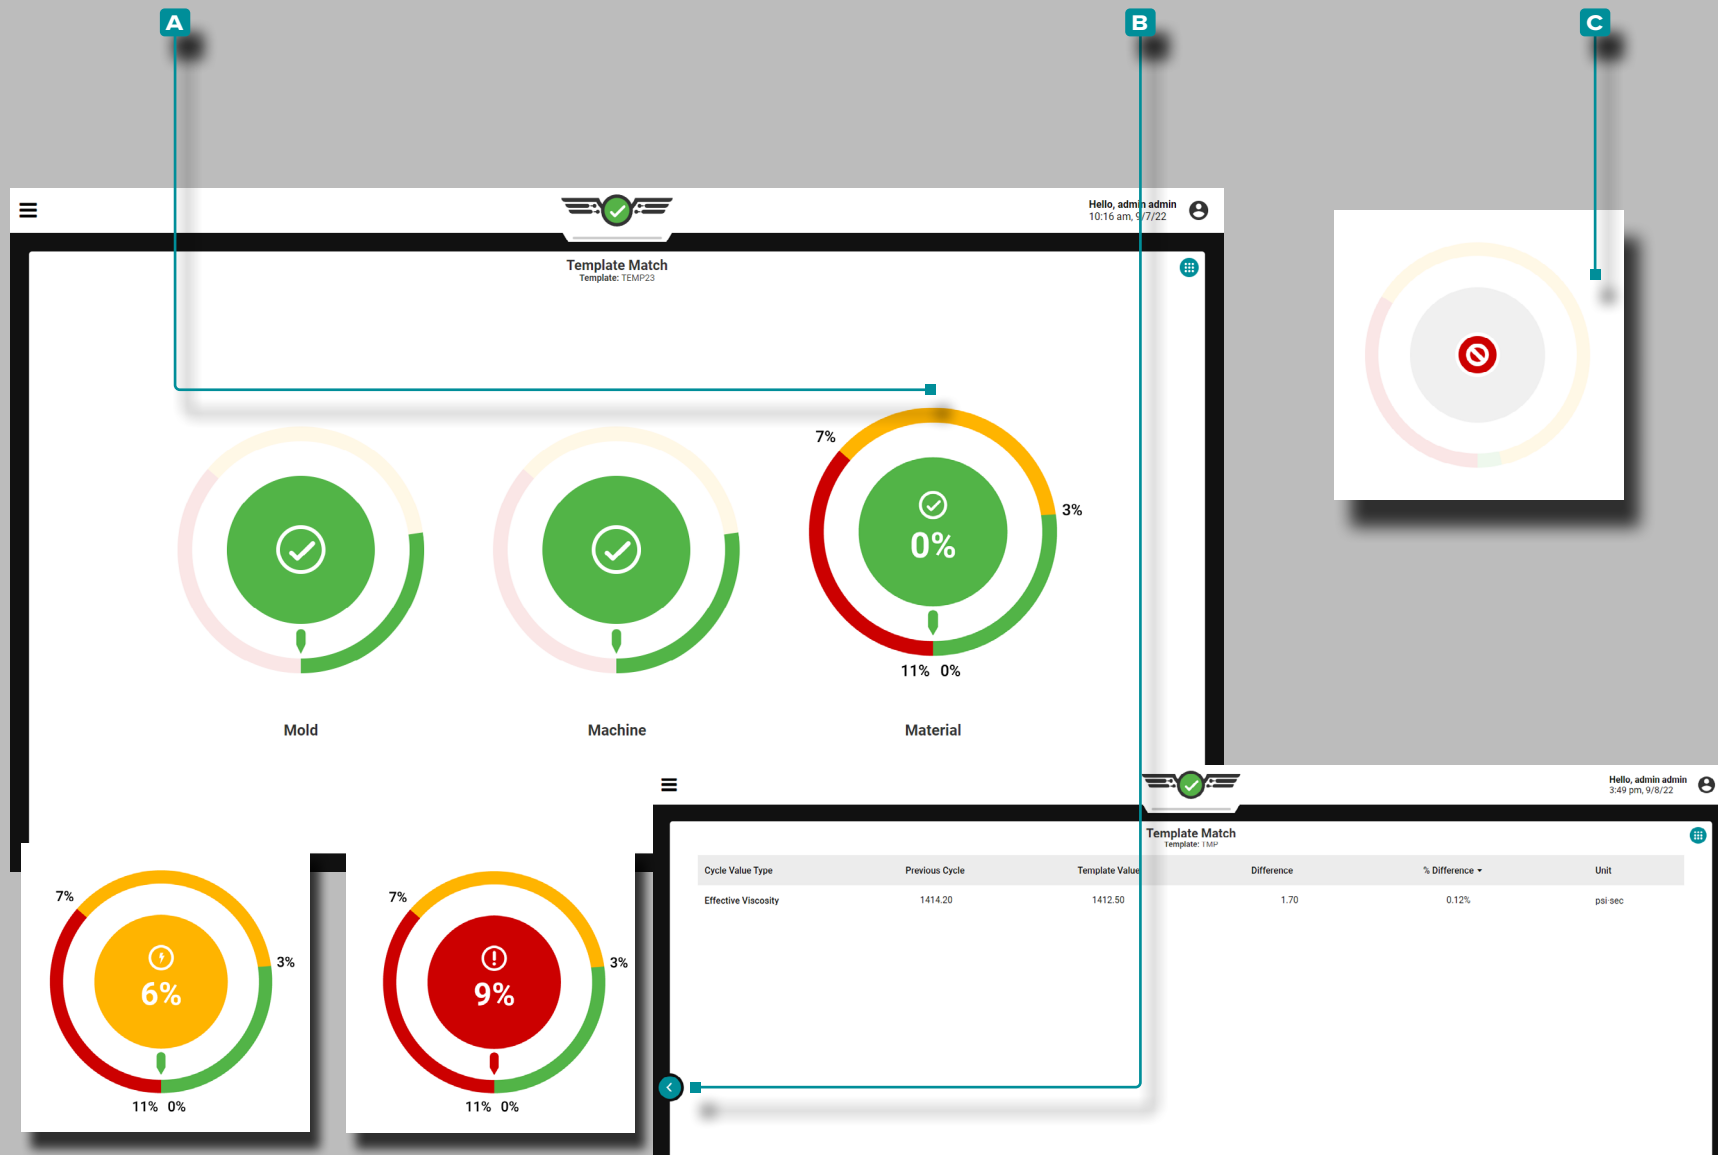 A
B
C
Hello, admin admin
10:16 am, 9/7/22
Template Match
Template: TEMP23
7%
3%
0%
11% 0%
Mold
Machine
Material
Hello, admin admin
3:49 pm, 9/8/22
Template Match
Template: TMP
Cycle Value Type Previous Cycle Template Value Difference % Difference Unit
Effective Viscosity 1414.20 1412.50 1.70 0.12% psi·sec
7%
3%
6%
11% 0%
7%
3%
9%
11% 0%